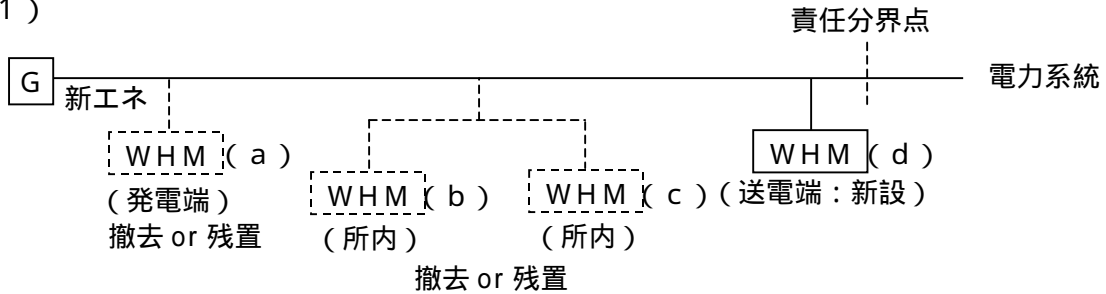 1）
責任分界点
G
新エネ
電力系統
WHM（a）
WHM（b）
WHM（c）
WHM（d）
（発電端）
撤去 or 残置
（所内）
（所内）
（送電端：新設）
撤去 or 残置